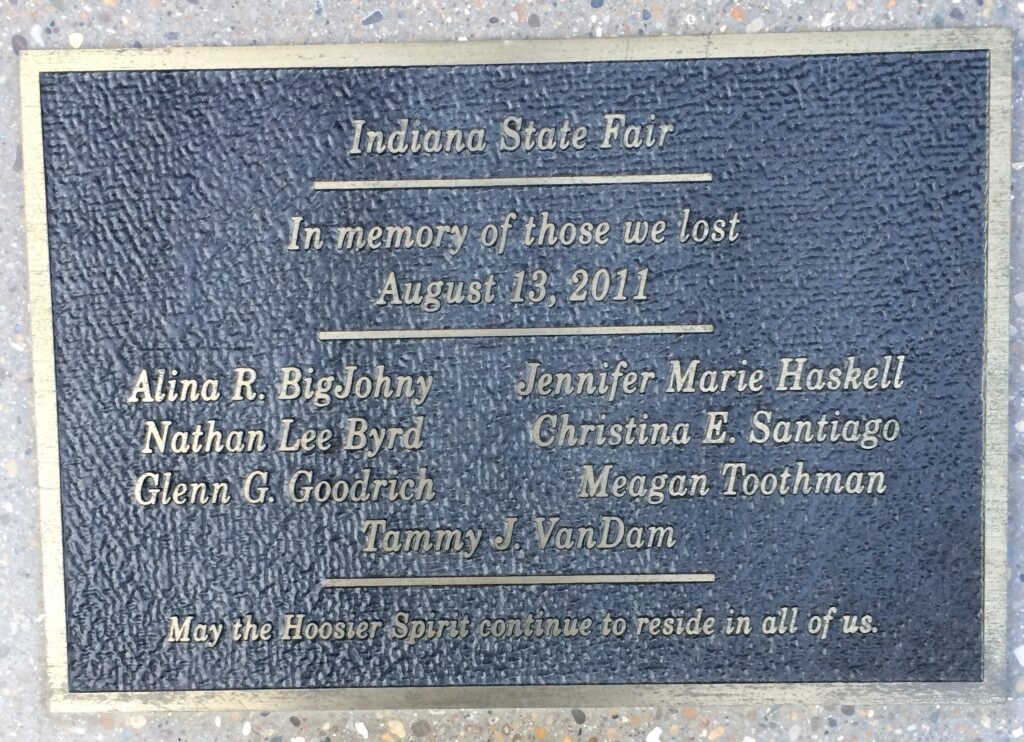 Indiana State Fair
In memory of those we lost
August 13, 2011
Alina R. BigJohny Jennifer Marie Haskell
Nathan Lee Byrd Christina E. Santiago
Glenn G. Goodrich Meagan Toothman
Tammy J. VanDam
May the Hoosier Spirit continue to reside in all of us.